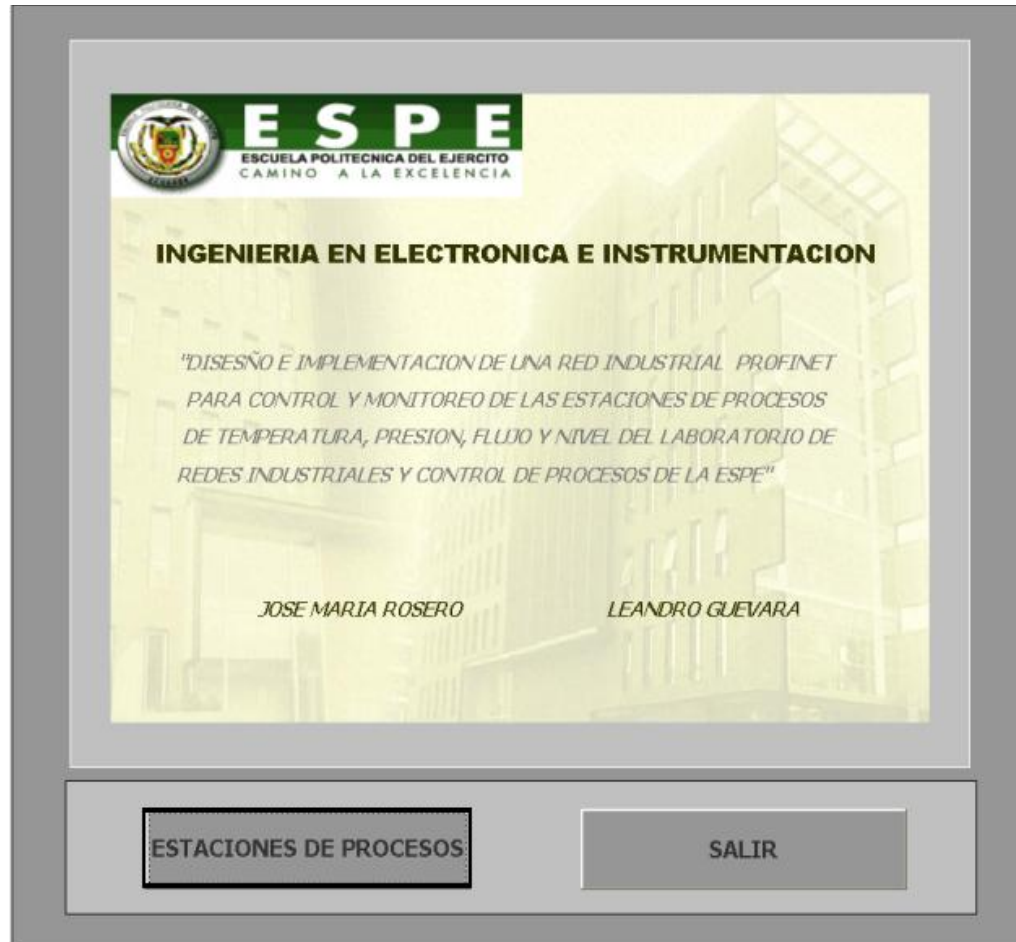 ESPE
ESCUELA POLITECNICA DEL EJERCITO
CAMINO A LA EXCELENCIA
INGENIERIA EN ELECTRONICA E INSTRUMENTACION
"DISESÑO E IMPLEMENTACION DE UNA RED INDUSTRIAL PROFINET
PARA CONTROL Y MONITOREO DE LAS ESTACIONES DE PROCESOS
DE TEMPERATURA, PRESION, FLUJO Y NIVEL DEL LABORATORIO DE
REDES INDUSTRIALES Y CONTROL DE PROCESOS DE LA ESPE"
JOSE MARIA ROSERO LEANDRO GUEVARA
ESTACIONES DE PROCESOS SALIR